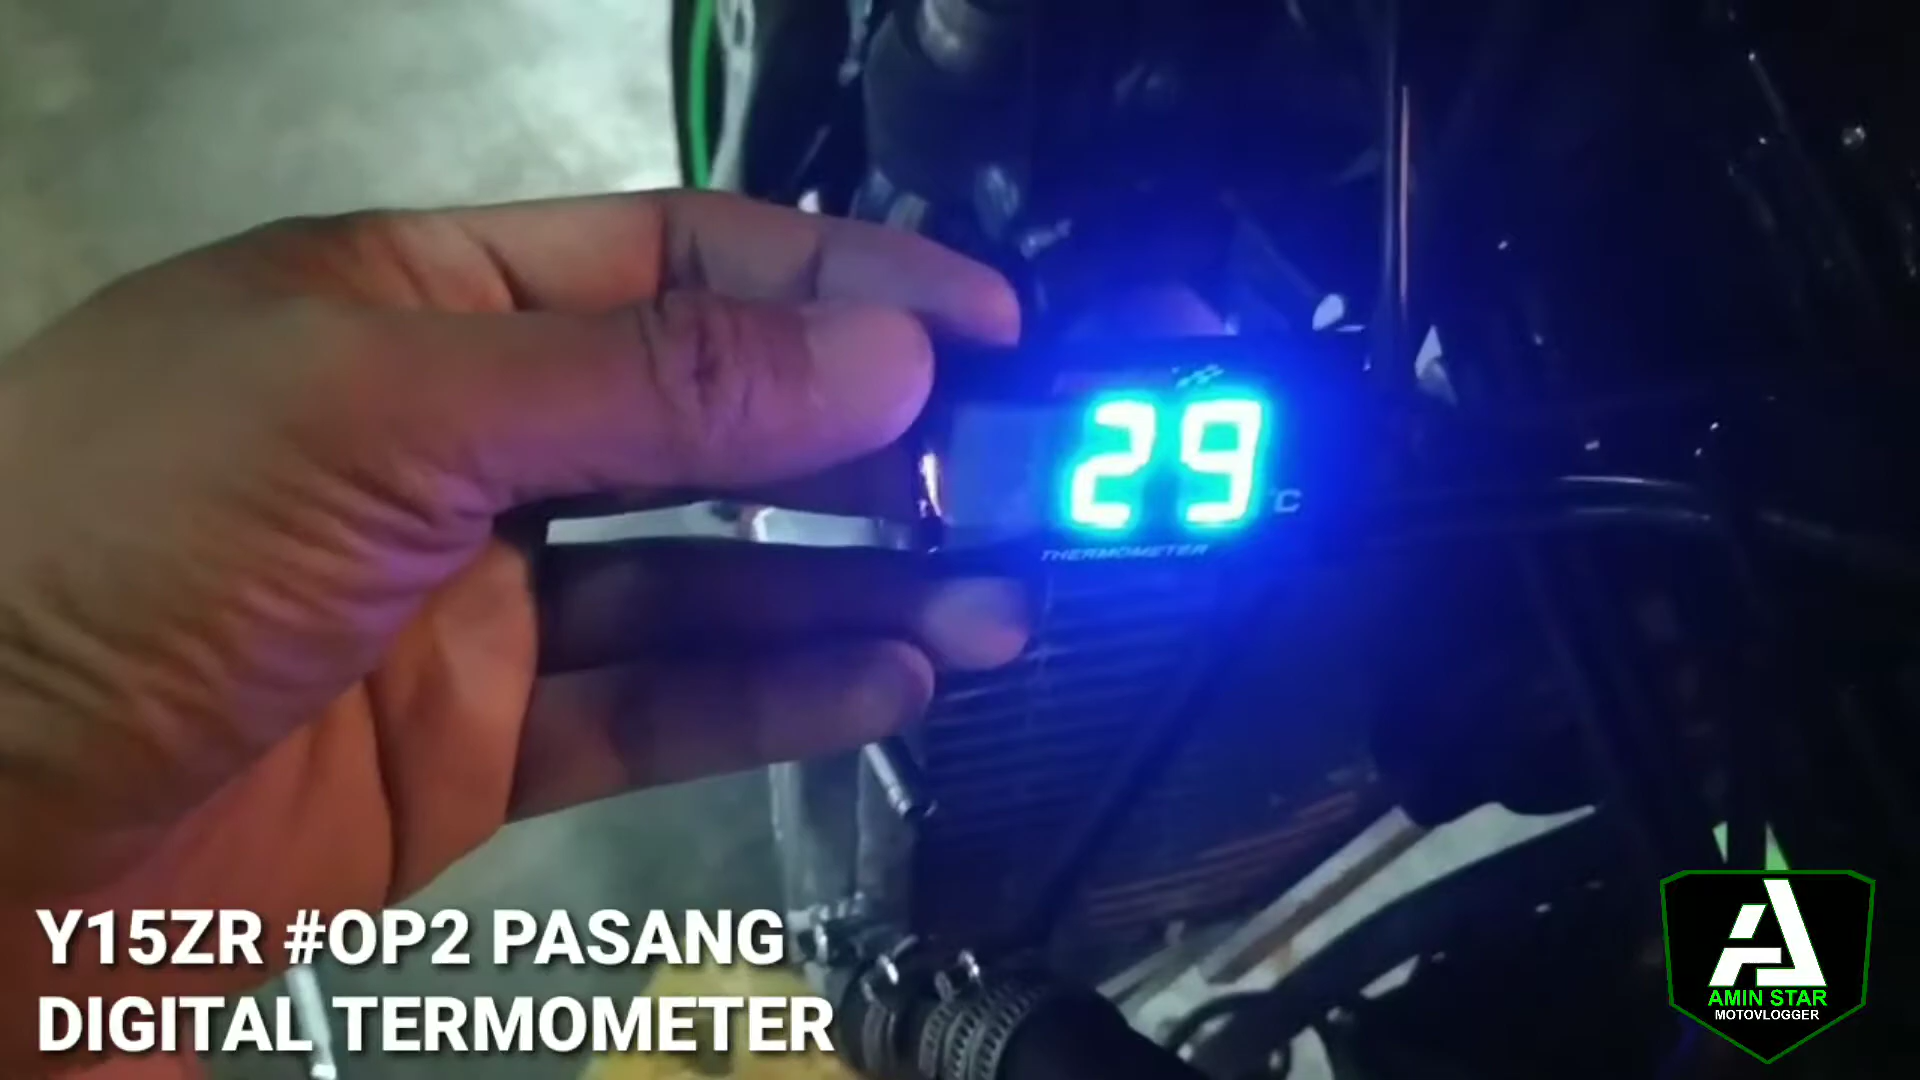 29
°C
THERMOMETER
Y15ZR #OP2 PASANG
DIGITAL TERMOMETER
AMIN STAR
MOTOVLOGGER